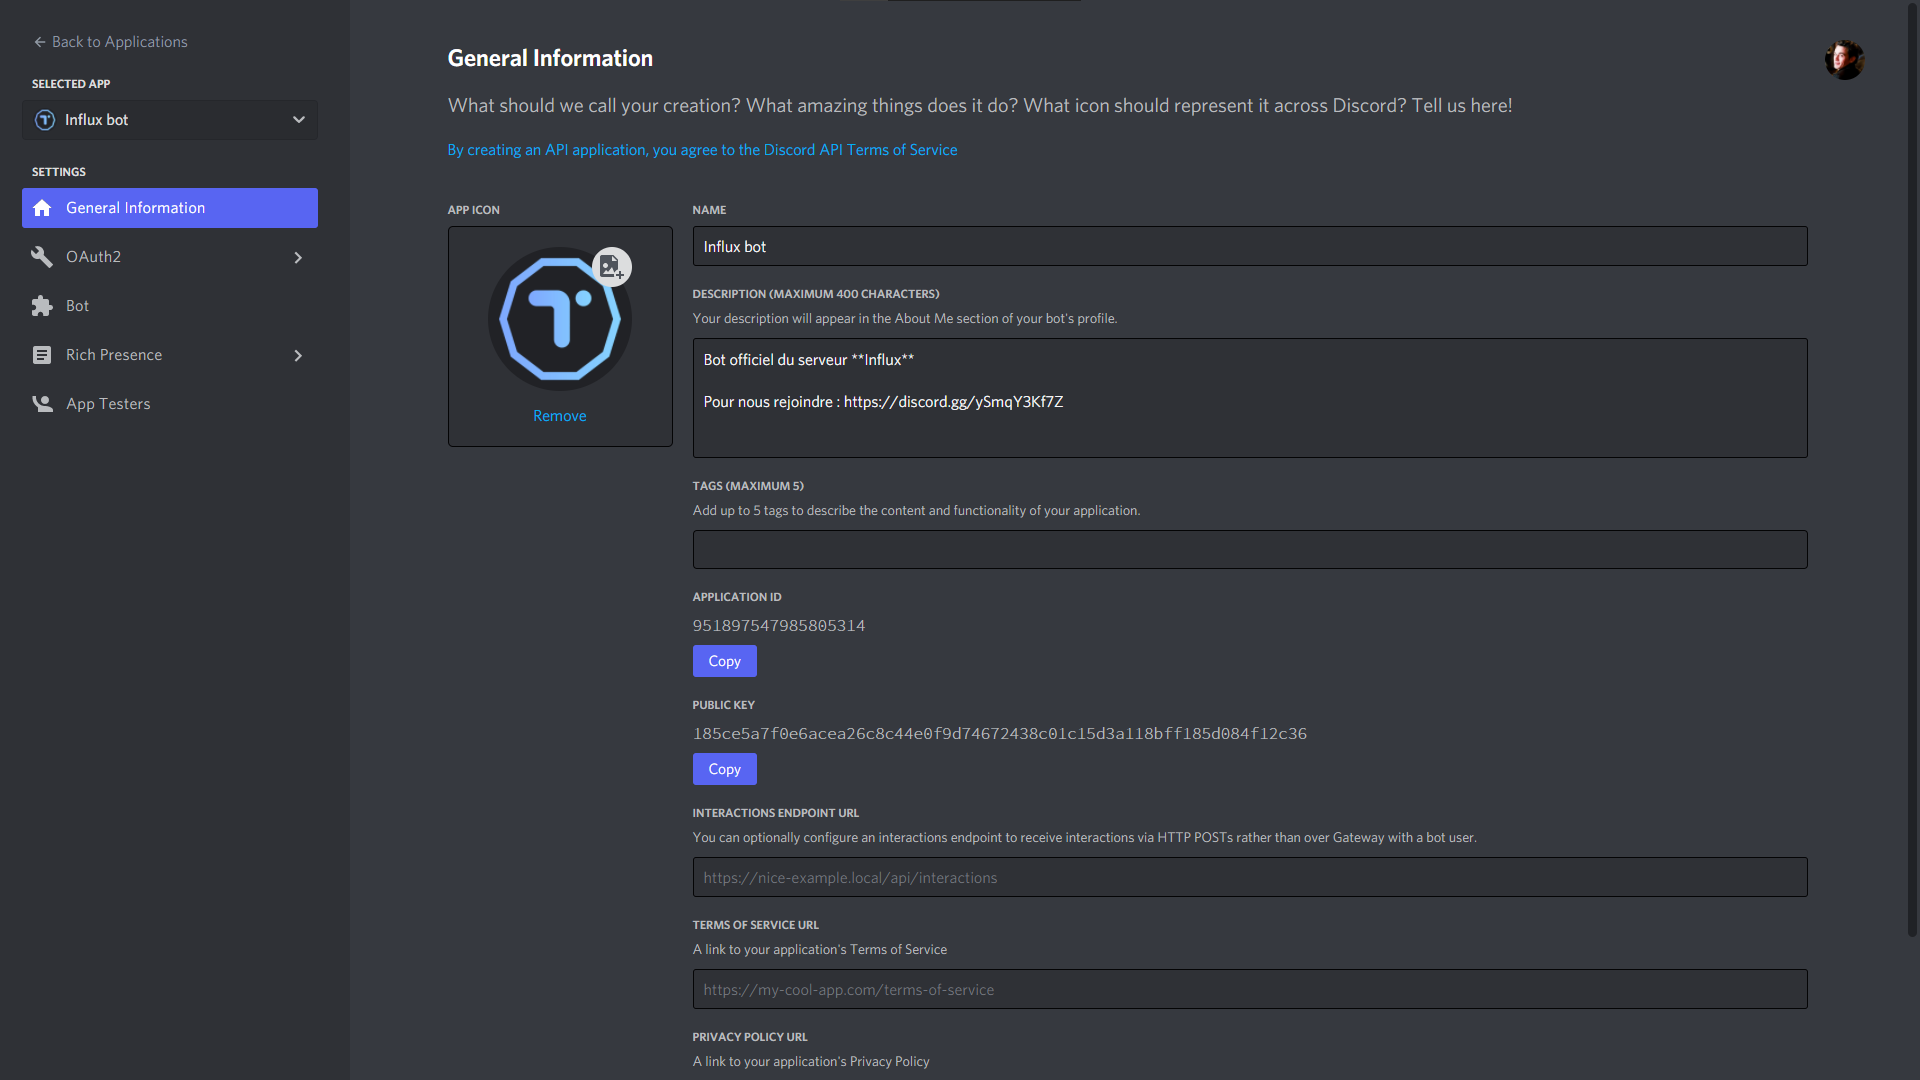 Back to Applications
SELECTED APP
Influx bot
SETTINGS
General Information
OAuth2
Bot
Rich Presence
App Testers
General Information
What should we call your creation? What amazing things does it do? What icon should represent it across Discord? Tell us here!
By creating an API application, you agree to the Discord API Terms of Service
APP ICON
Remove
NAME
Influx bot
DESCRIPTION (MAXIMUM 400 CHARACTERS)
Your description will appear in the About Me section of your bot's profile.
Bot officiel du serveur **Influx**
Pour nous rejoindre : https://discord.gg/ySmqY3Kf7Z
TAGS (MAXIMUM 5)
Add up to 5 tags to describe the content and functionality of your application.
APPLICATION ID
951897547985805314
Copy
PUBLIC KEY
185ce5a7f0e6acea26c8c44e0f9d74672438c01c15d3a118bff185d084f12c36
Copy
INTERACTIONS ENDPOINT URL
You can optionally configure an interactions endpoint to receive interactions via HTTP POSTs rather than over Gateway with a bot user.
https://nice-example.local/api/interactions
TERMS OF SERVICE URL
A link to your application's Terms of Service
https://my-cool-app.com/terms-of-service
PRIVACY POLICY URL
A link to your application's Privacy Policy